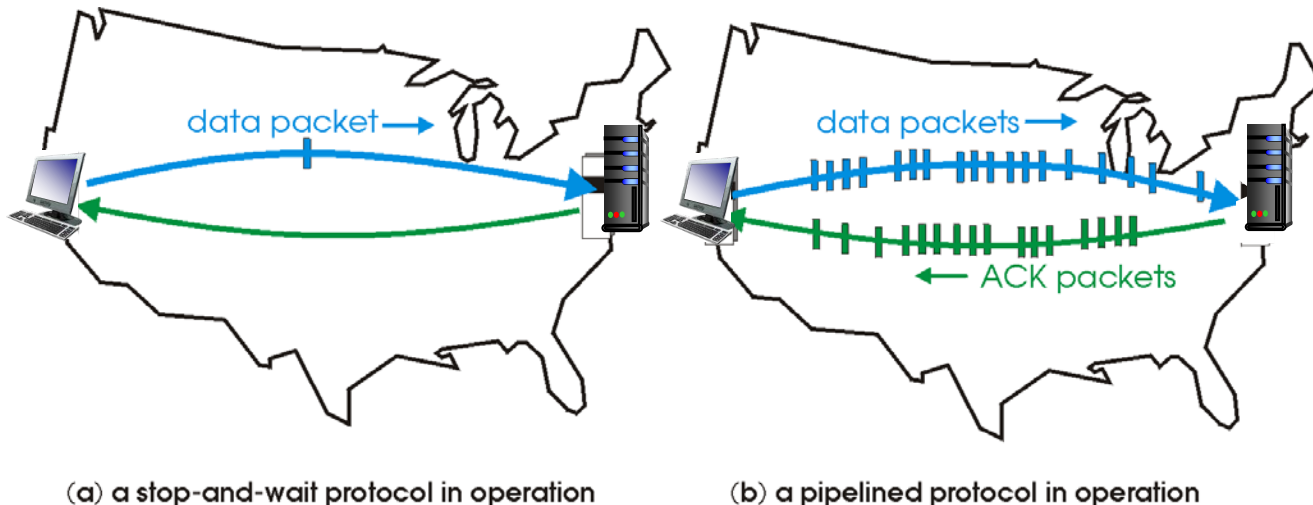 data packet
data packets
ACK packets
(a) a stop-and-wait protocol in operation
(b) a pipelined protocol in operation